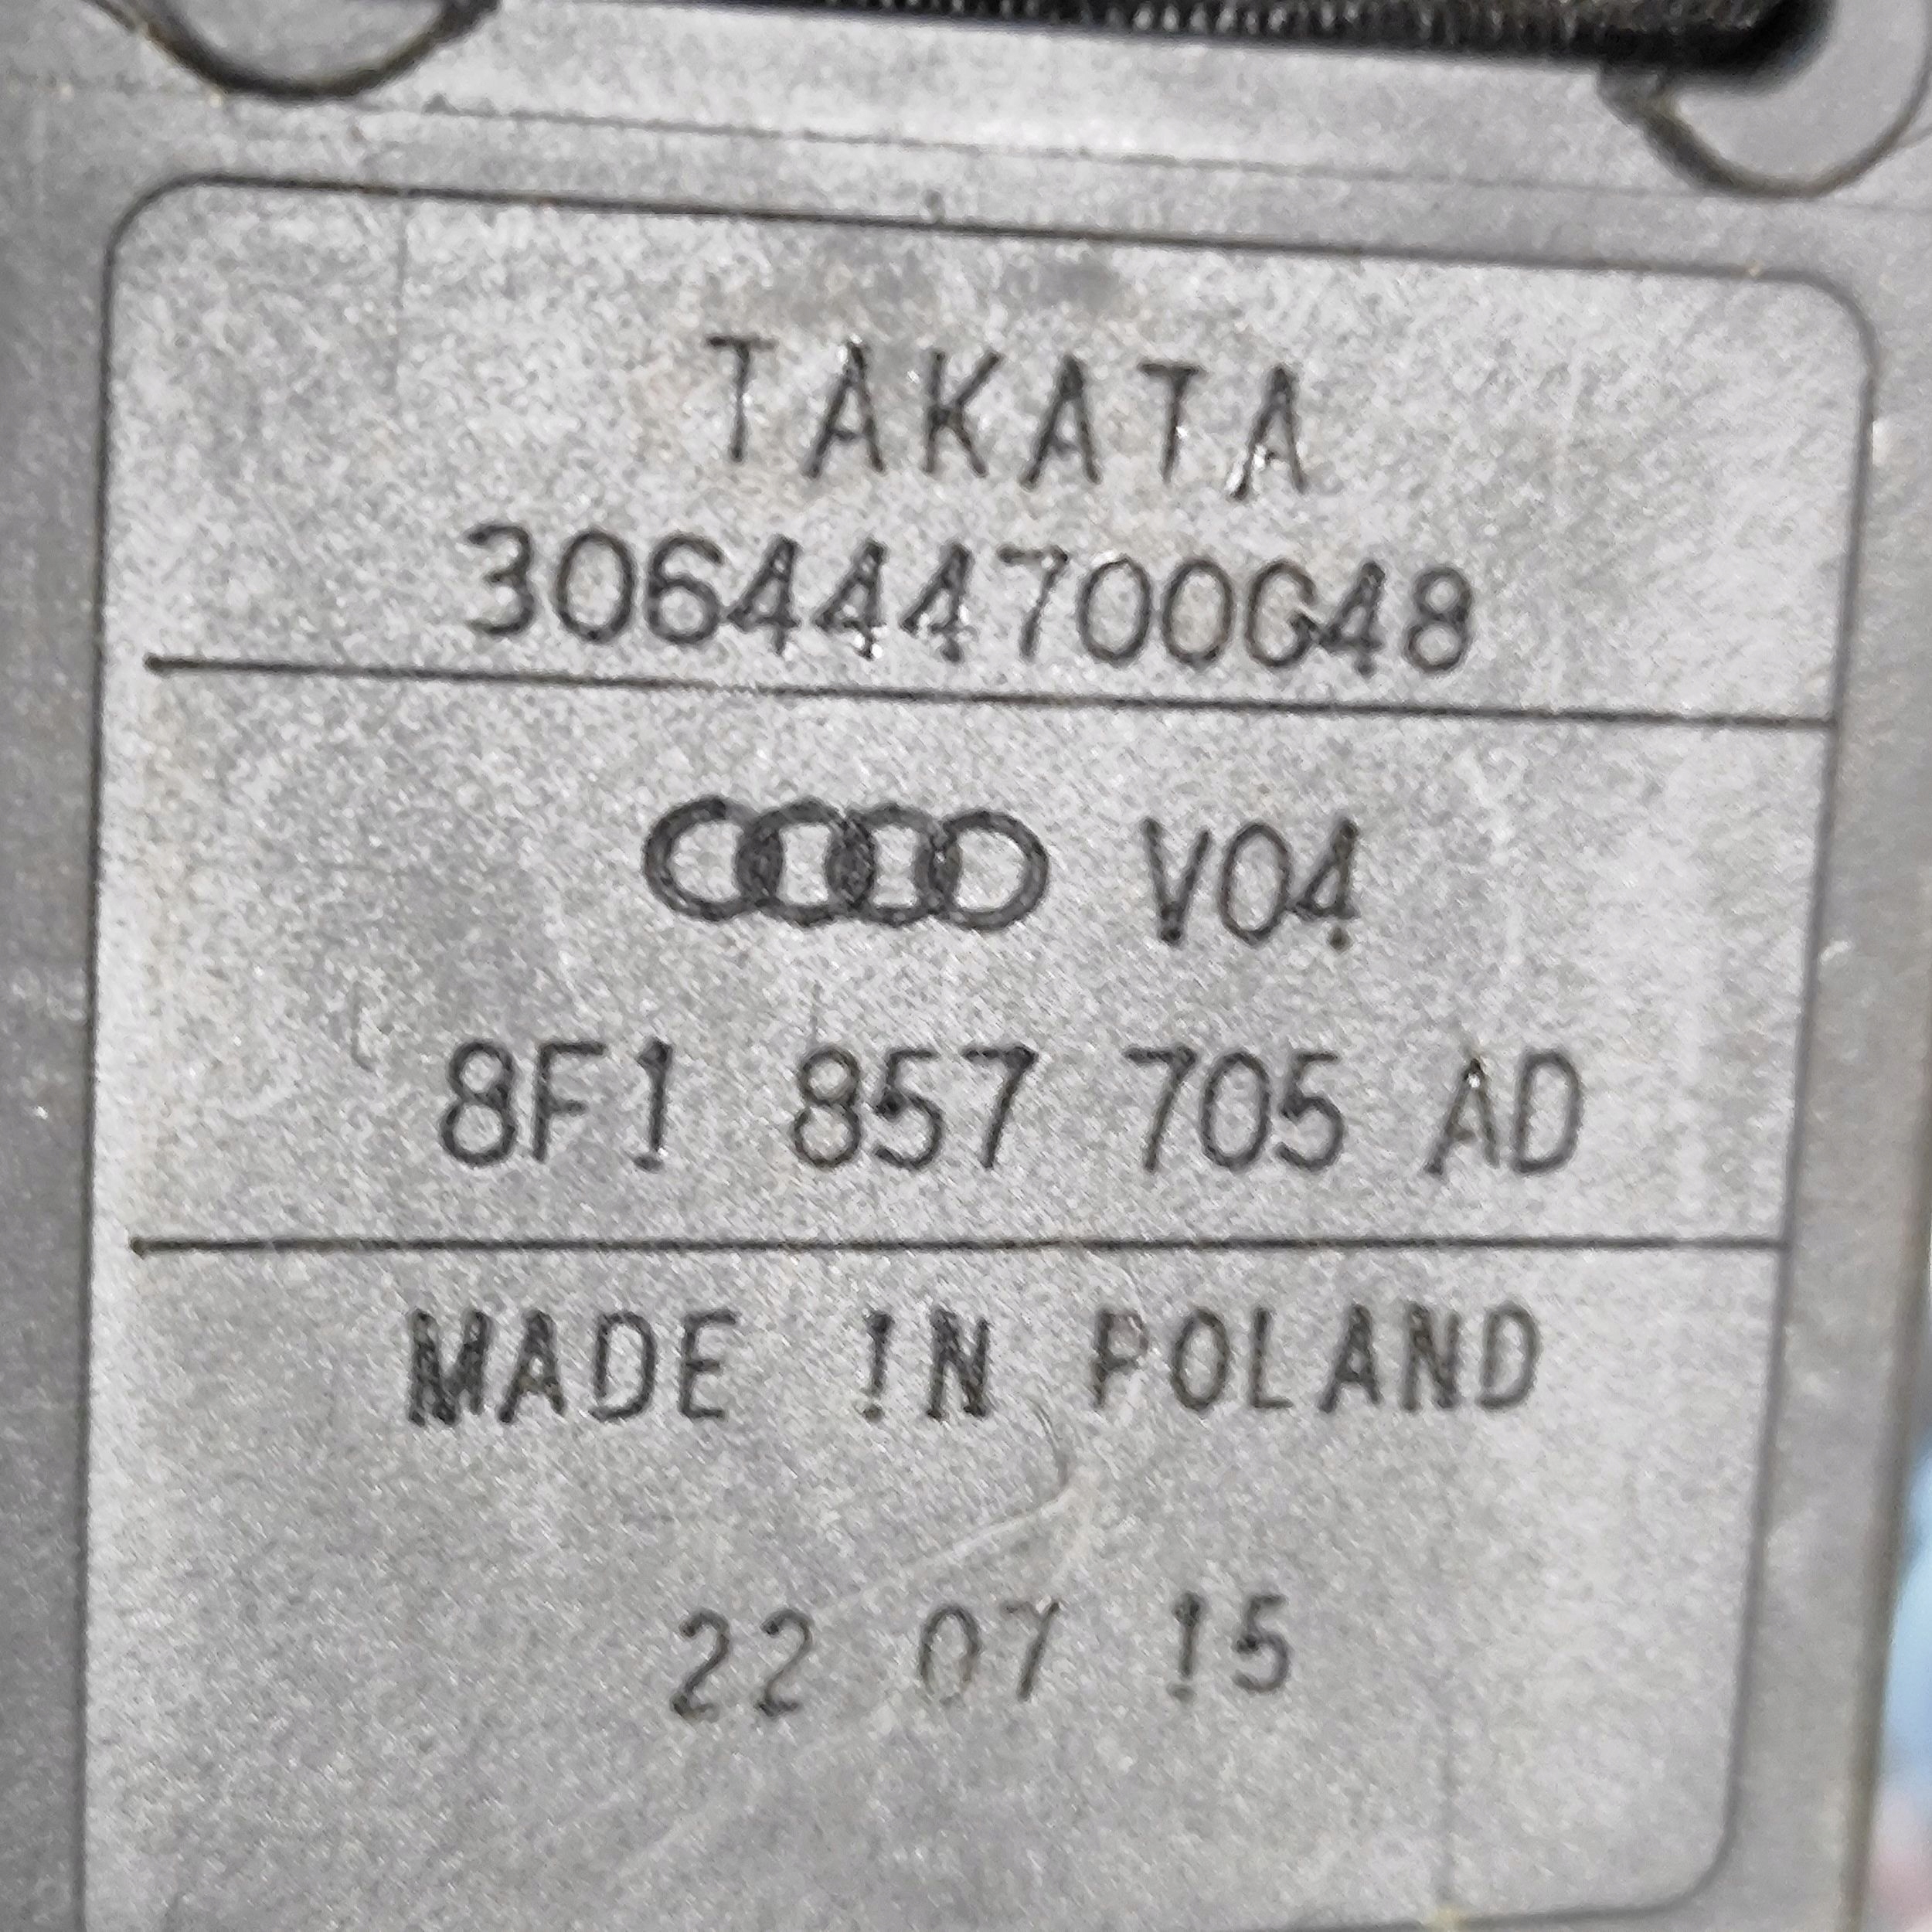 TAKATA
306444700G48
V04
8F1 857 705 AD
MADE IN POLAND
22 07 15